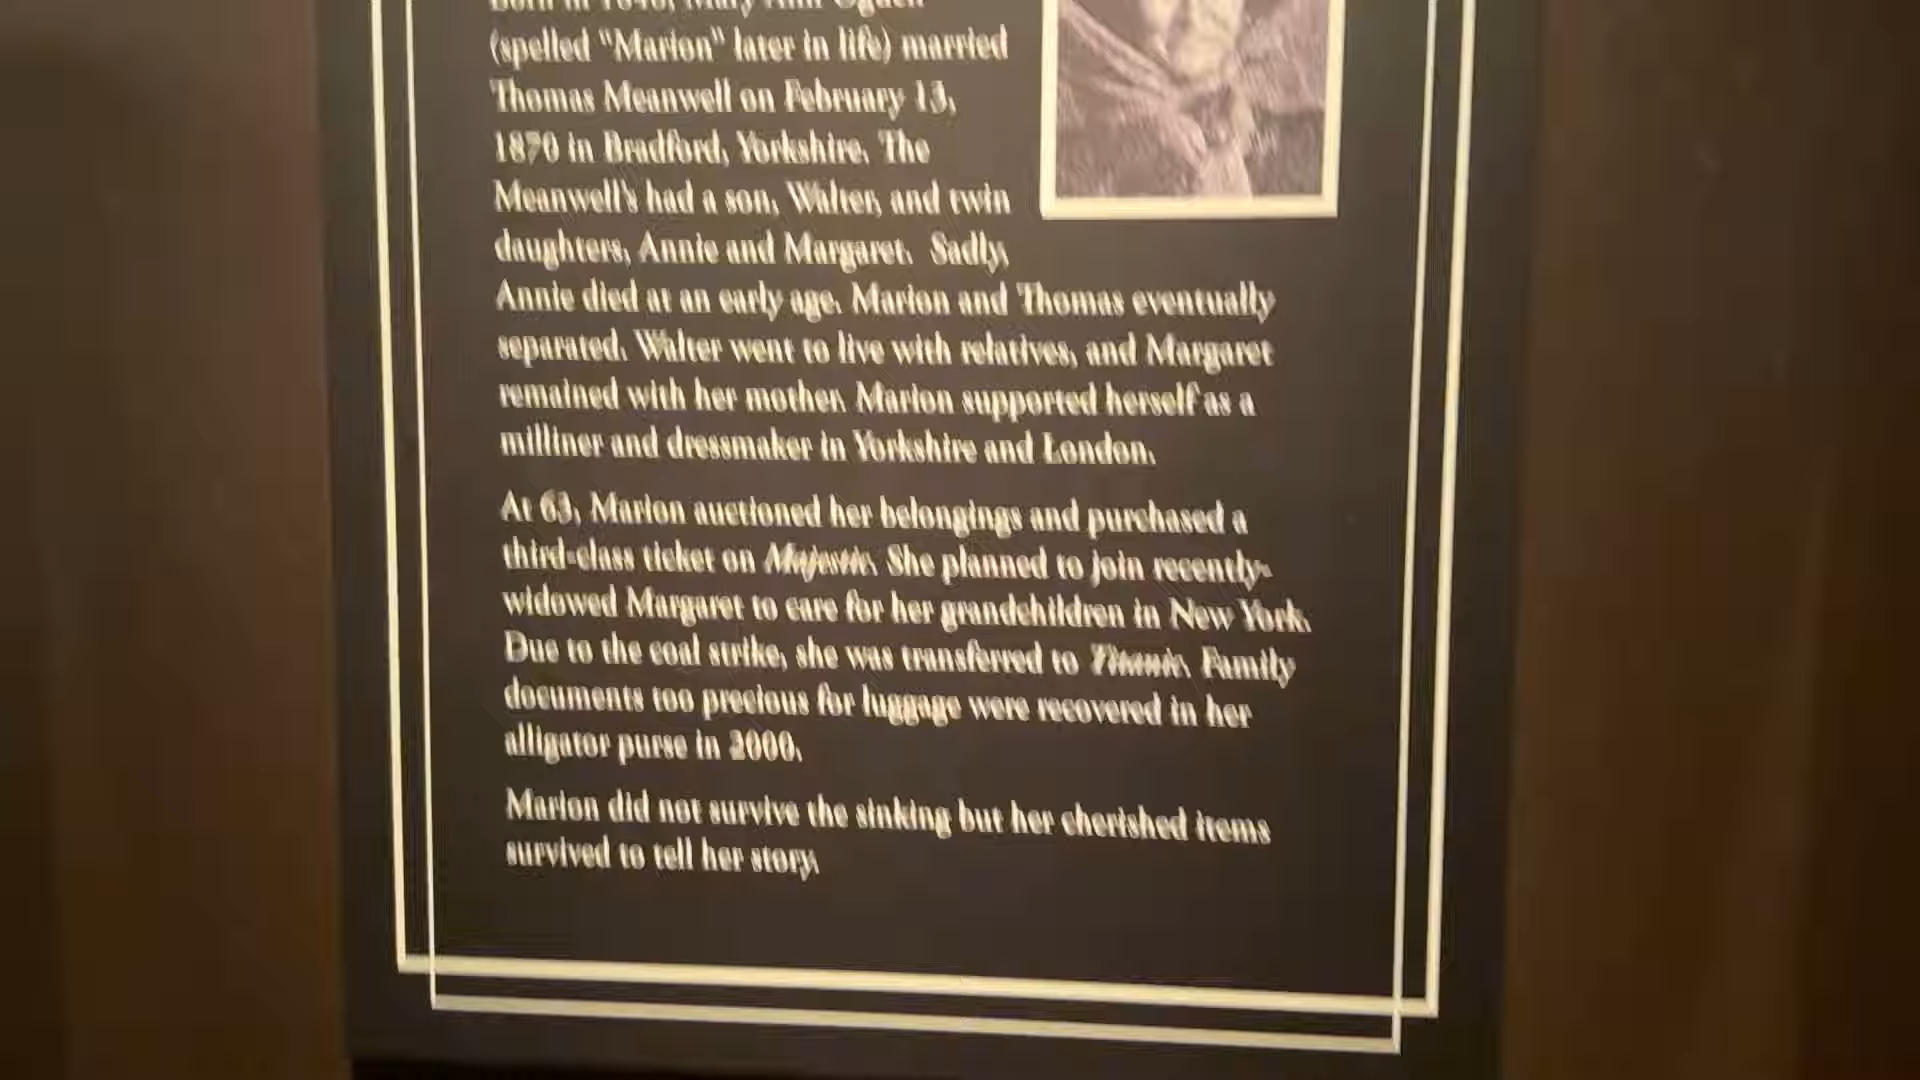 Born in 1848, Mary Ann Ogden
(spelled "Marion" later in life) married
Thomas Meanwell on February 13,
1870 in Bradford, Yorkshire. The
Meanwell's had a son, Walter, and twin
daughters, Annie and Margaret. Sadly,
Annie died at an early age. Marion and Thomas eventually
separated. Walter went to live with relatives, and Margaret
remained with her mother. Marion supported herself as a
milliner and dressmaker in Yorkshire and London.
At 63, Marion auctioned her belongings and purchased a
third-class ticket on Majestic. She planned to join recently-
widowed Margaret to care for her grandchildren in New York.
Due to the coal strike, she was transferred to Titanic. Family
documents too precious for luggage were recovered in her
alligator purse in 2000.
Marion did not survive the sinking but her cherished items
survived to tell her story.